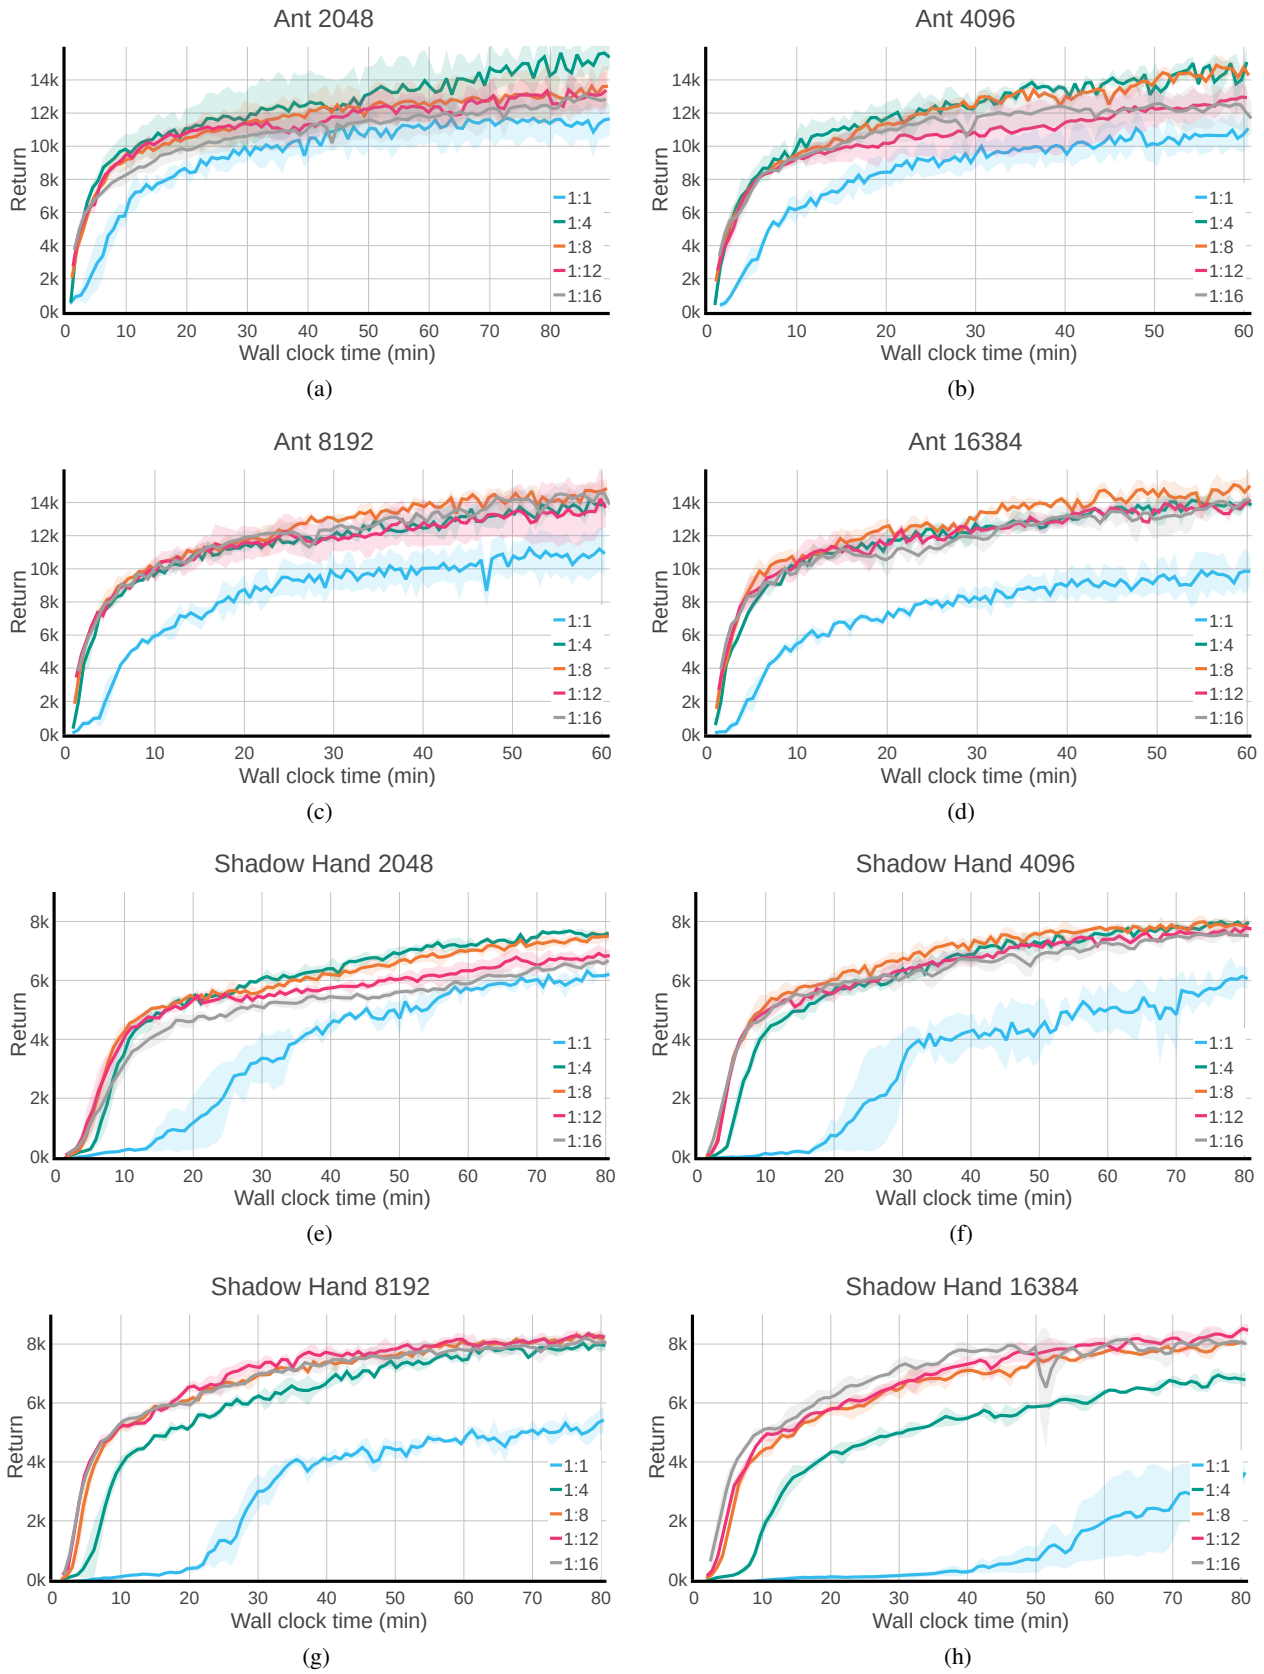 Ant 2048
Return
14k
12k
10k
8k
6k
4k
2k
0k
1:1
1:4
1:8
1:12
1:16
0 10 20 30 40 50 60 70 80
Wall clock time (min)
(a)
Ant 4096
Return
14k
12k
10k
8k
6k
4k
2k
0k
1:1
1:4
1:8
1:12
1:16
0 10 20 30 40 50 60
Wall clock time (min)
(b)
Ant 8192
Return
14k
12k
10k
8k
6k
4k
2k
0k
1:1
1:4
1:8
1:12
1:16
0 10 20 30 40 50 60
Wall clock time (min)
(c)
Ant 16384
Return
14k
12k
10k
8k
6k
4k
2k
0k
1:1
1:4
1:8
1:12
1:16
0 10 20 30 40 50 60
Wall clock time (min)
(d)
Shadow Hand 2048
Return
8k
6k
4k
2k
0k
1:1
1:4
1:8
1:12
1:16
0 10 20 30 40 50 60 70 80
Wall clock time (min)
(e)
Shadow Hand 4096
Return
8k
6k
4k
2k
0k
1:1
1:4
1:8
1:12
1:16
0 10 20 30 40 50 60 70 80
Wall clock time (min)
(f)
Shadow Hand 8192
Return
8k
6k
4k
2k
0k
1:1
1:4
1:8
1:12
1:16
0 10 20 30 40 50 60 70 80
Wall clock time (min)
(g)
Shadow Hand 16384
Return
8k
6k
4k
2k
0k
1:1
1:4
1:8
1:12
1:16
0 10 20 30 40 50 60 70 80
Wall clock time (min)
(h)